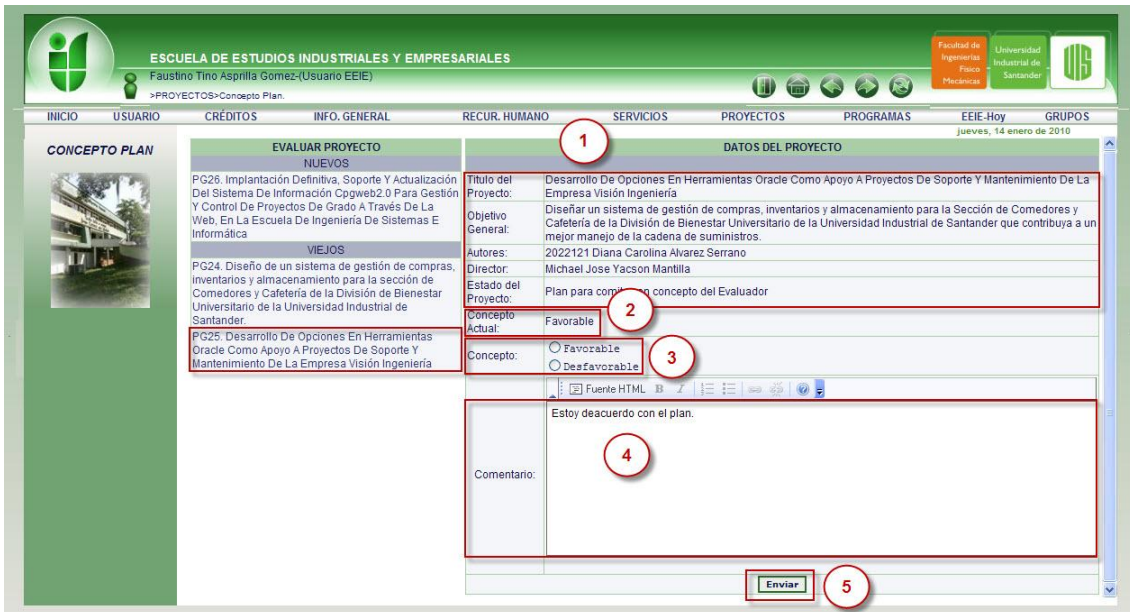 ESCUELA DE ESTUDIOS INDUSTRIALES Y EMPRESARIALES
Faustino Tino Asprilla Gomez-(Usuario EEIE)
>PROYECTOS>Concepto Plan.
Facultad de
Ingenierías
Físico
Mecánicas
Universidad
Industrial de
Santander
INICIO USUARIO CRÉDITOS INFO. GENERAL RECUR. HUMANO SERVICIOS PROYECTOS PROGRAMAS EEIE-Hoy GRUPOS
jueves, 14 enero de 2010
CONCEPTO PLAN
EVALUAR PROYECTO
NUEVOS
PG26. Implantación Definitiva, Soporte Y Actualización
Del Sistema De Información Cpgweb2.0 Para Gestión
Y Control De Proyectos De Grado A Través De La
Web, En La Escuela De Ingeniería De Sistemas E
Informática
VIEJOS
PG24. Diseño de un sistema de gestión de compras,
inventarios y almacenamiento para la sección de
Comedores y Cafetería de la División de Bienestar
Universitario de la Universidad Industrial de
Santander.
PG25. Desarrollo De Opciones En Herramientas
Oracle Como Apoyo A Proyectos De Soporte Y
Mantenimiento De La Empresa Visión Ingeniería
1
DATOS DEL PROYECTO
Titulo del
Proyecto:
Desarrollo De Opciones En Herramientas Oracle Como Apoyo A Proyectos De Soporte Y Mantenimiento De La
Empresa Visión Ingeniería
Objetivo
General:
Diseñar un sistema de gestión de compras, inventarios y almacenamiento para la Sección de Comedores y
Cafetería de la División de Bienestar Universitario de la Universidad Industrial de Santander que contribuya a un
mejor manejo de la cadena de suministros.
Autores: 2022121 Diana Carolina Alvarez Serrano
Director: Michael Jose Yacson Mantilla
Estado del
Proyecto:
Plan para comité con concepto del Evaluador
2
Concepto
Actual:
Favorable
Concepto:
Favorable
Desfavorable
3
Fuente HTML B I
Comentario:
Estoy deacuerdo con el plan.
4
Enviar
5